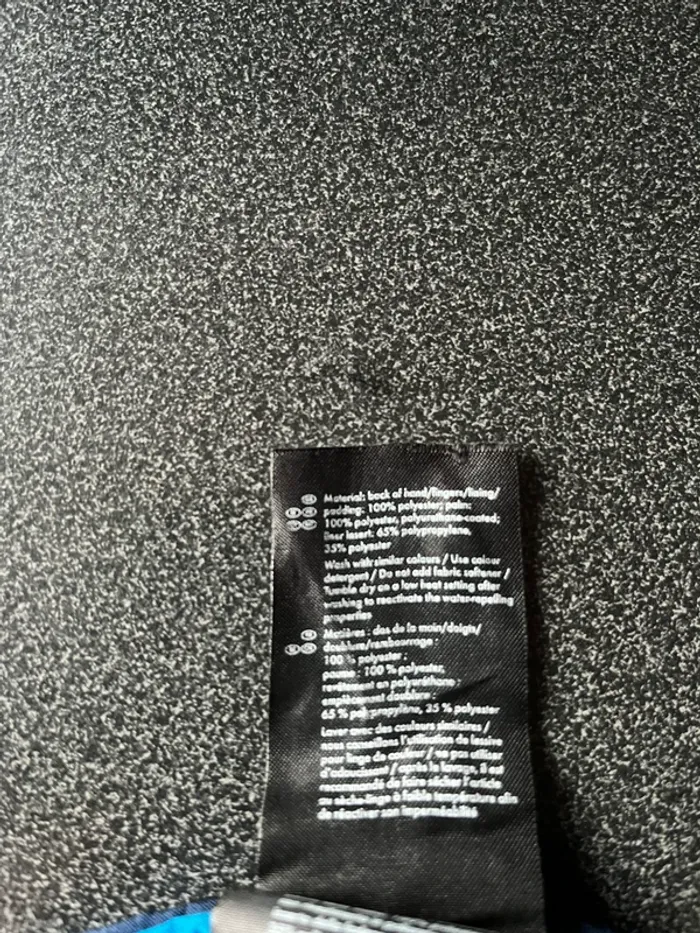 Material: back of hand/fingers/lining/
padding: 100% polyester; palm:
100% polyester, polyurethane-coated;
liner insert: 65% polypropylene,
35% polyester
Wash with similar colours / Use colour
detergent / Do not add fabric softener /
Tumble dry on a low heat setting after
washing to reactivate the water-repelling
properties
Matières : dos de la main/doigts/
doublure/rembourrage :
100 % polyester ;
paume : 100 % polyester,
revêtement en polyuréthane ;
empiècement doublure :
65 % polypropylène, 35 % polyester
Laver avec des couleurs similaires /
nous conseillons l'utilisation de lessive
pour linge de couleur / ne pas utiliser
d'adoucissant / après le lavage, il est
recommandé de faire sécher l'article
au sèche-linge à faible température afin
de réactiver son imperméabilité